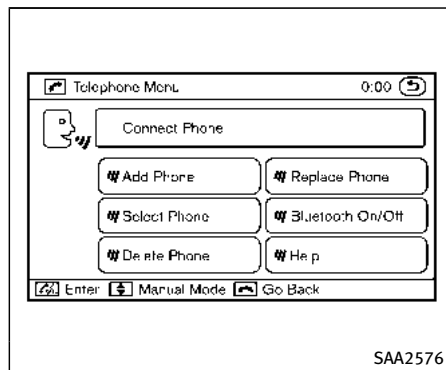 Telephone Menu 0:00
Connect Phone
Add Phone Replace Phone
Select Phone Bluetooth On/Off
Delete Phone Help
Enter Manual Mode Go Back
SAA2576